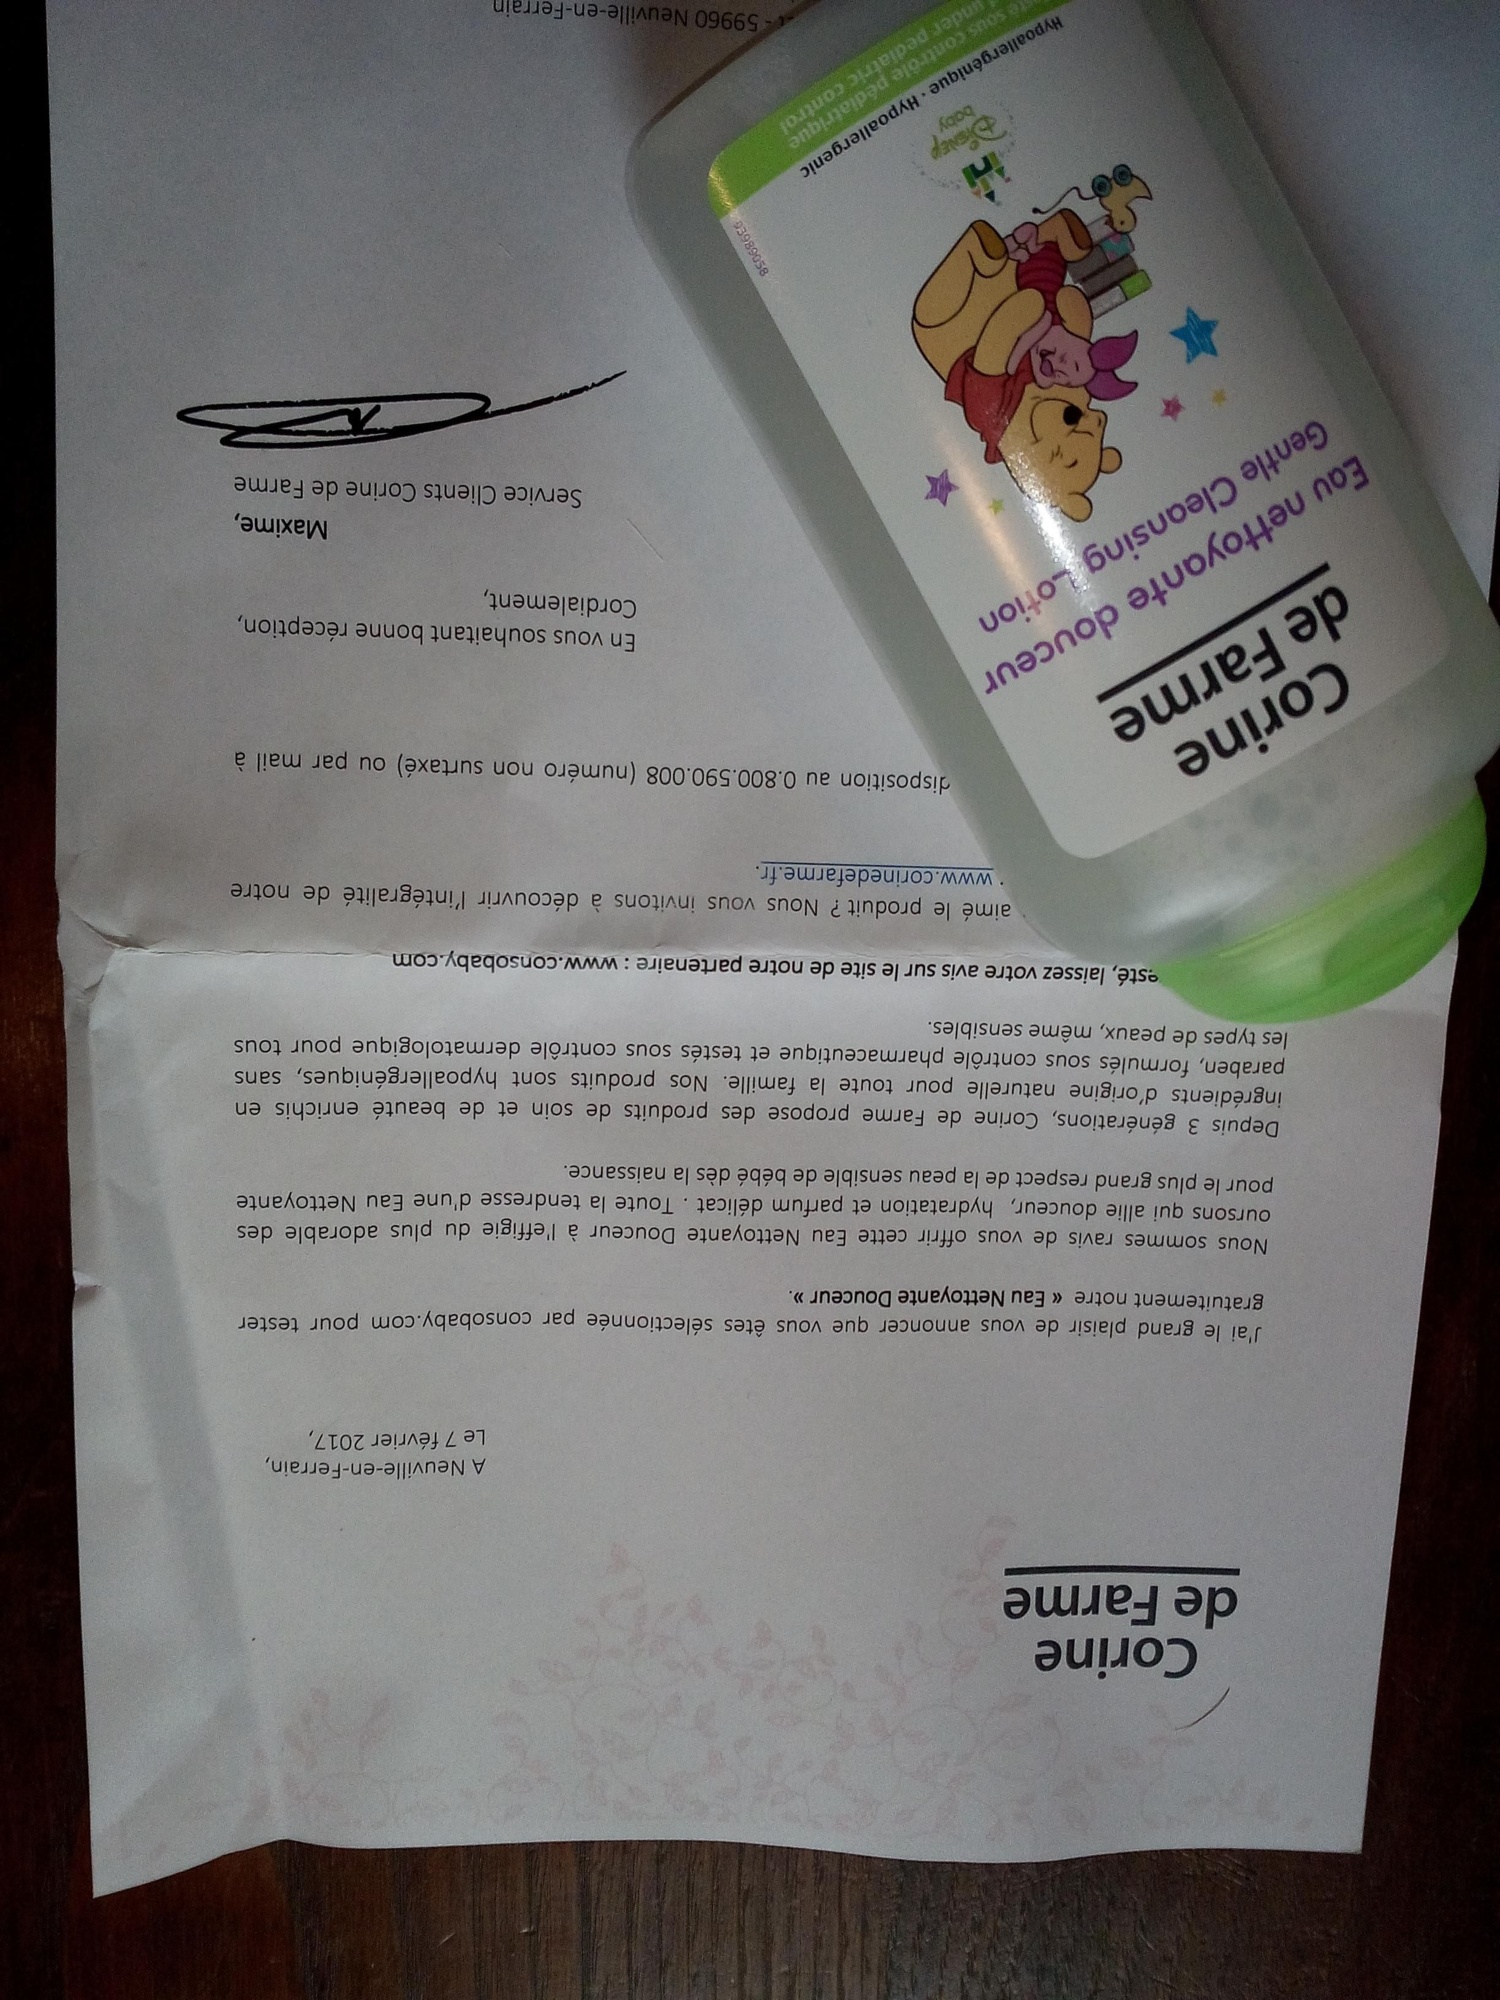 Corine
de Farme
A Neuville-en-Ferrain,
Le 7 février 2017,
J'ai le grand plaisir de vous annoncer que vous êtes sélectionnée par consobaby.com pour tester
gratuitement notre « Eau Nettoyante Douceur ».
Nous sommes ravis de vous offrir cette Eau Nettoyante Douceur à l'effigie du plus adorable des
oursons qui allie douceur, hydratation et parfum délicat . Toute la tendresse d'une Eau Nettoyante
pour le plus grand respect de la peau sensible de bébé dès la naissance.
Depuis 3 générations, Corine de Farme propose des produits de soin et de beauté enrichis en
ingrédients d'origine naturelle pour toute la famille. Nos produits sont hypoallergéniques, sans
paraben, formulés sous contrôle pharmaceutique et testés sous contrôle dermatologique pour tous
les types de peaux, même sensibles.
esté, laissez votre avis sur le site de notre partenaire : www.consobaby.com
aimé le produit ? Nous vous invitons à découvrir l'intégralité de notre
: www.corinedefarme.fr.
disposition au 0.800.590.008 (numéro non surtaxé) ou par mail à
En vous souhaitant bonne réception,
Cordialement,
Maxime,
Service Clients Corine de Farme
- 59960 Neuville-en-Ferrain
Corine
de Farme
Eau nettoyante douceur
Gentle Cleansing Lotion
Disney
baby
Hypoallergénique - Hypoallergenic
sous contrôle pédiatrique
under pediatric control